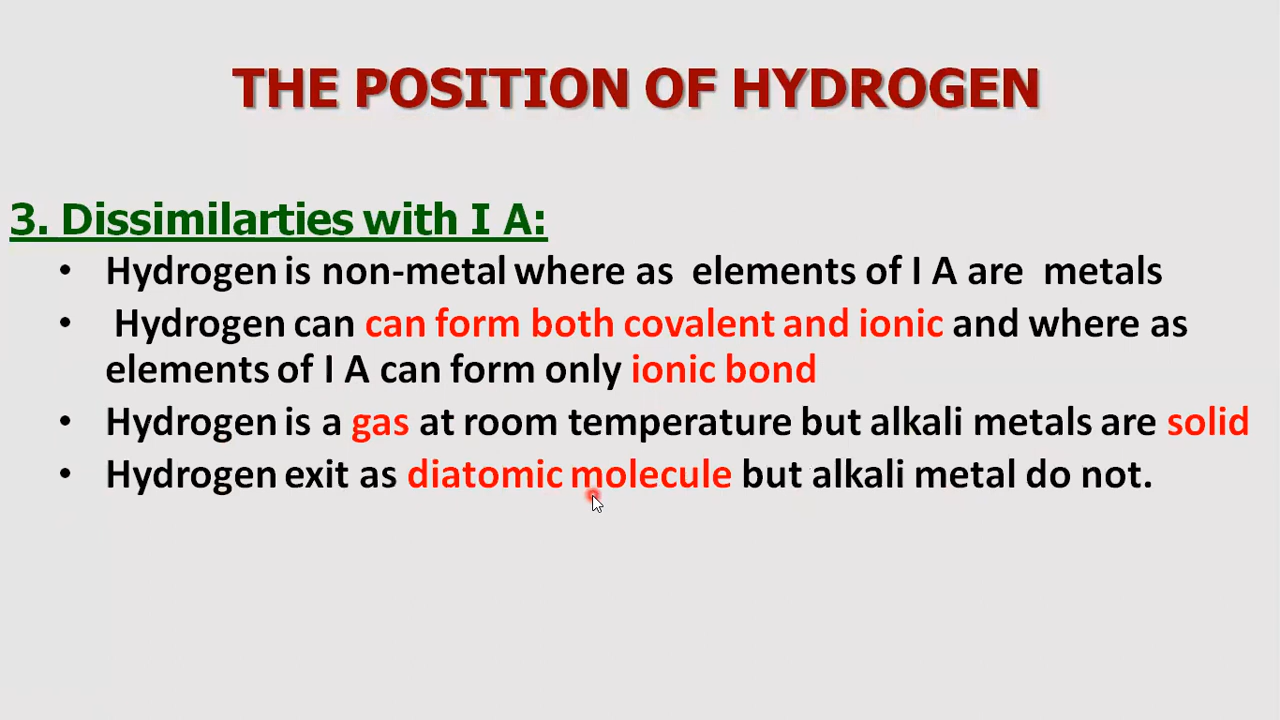 THE POSITION OF HYDROGEN
3. Dissimilarties with I A:
• Hydrogen is non-metal where as elements of I A are metals
• Hydrogen can can form both covalent and ionic and where as
elements of I A can form only ionic bond
• Hydrogen is a gas at room temperature but alkali metals are solid
• Hydrogen exit as diatomic molecule but alkali metal do not.